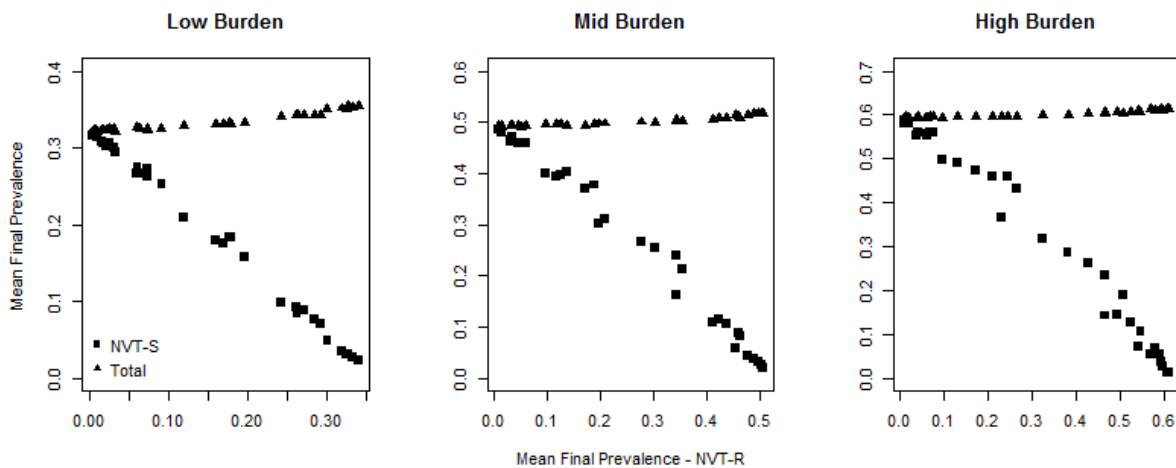 Low Burden
Mid Burden
High Burden
Mean Final Prevalence
0.0 0.1 0.2 0.3 0.4
0.00 0.10 0.20 0.30
NVT-S
Total
0.0 0.1 0.2 0.3 0.4 0.5 0.6
0.0 0.1 0.2 0.3 0.4 0.5
0.0 0.1 0.2 0.3 0.4 0.5 0.6 0.7
0.0 0.1 0.2 0.3 0.4 0.5 0.6
Mean Final Prevalence - NVT-R